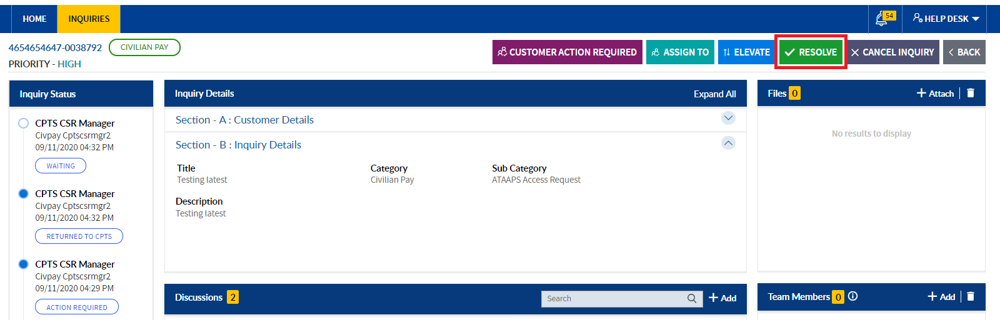 HOME
INQUIRIES
54
HELP DESK
4654654647-0038792
CIVILIAN PAY
PRIORITY - HIGH
CUSTOMER ACTION REQUIRED
ASSIGN TO
ELEVATE
RESOLVE
CANCEL INQUIRY
BACK
Inquiry Status
CPTS CSR Manager
Civpay Cptscsrmgr2
09/11/2020 04:32 PM
WAITING
CPTS CSR Manager
Civpay Cptscsrmgr2
09/11/2020 04:32 PM
RETURNED TO CPTS
CPTS CSR Manager
Civpay Cptscsrmgr2
09/11/2020 04:29 PM
ACTION REQUIRED
Inquiry Details
Expand All
Section - A : Customer Details
Section - B : Inquiry Details
Title
Category
Sub Category
Testing latest
Civilian Pay
ATAAPS Access Request
Description
Testing latest
Discussions 2
Search
+ Add
Files 0
+ Attach
No results to display
Team Members 0
+ Add